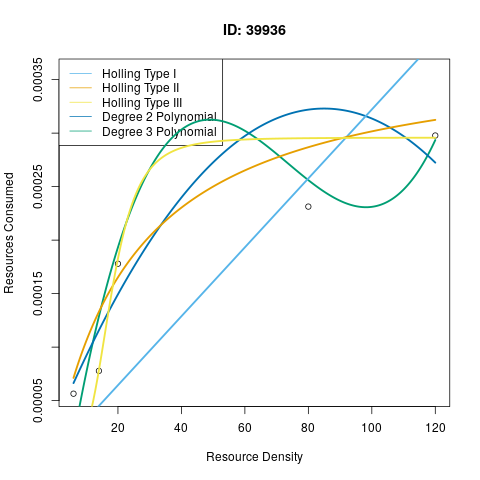 ID: 39936
Holling Type I
Holling Type II
Holling Type III
Degree 2 Polynomial
Degree 3 Polynomial
Resources Consumed
0.00035
0.00025
0.00015
0.00005
20 40 60 80 100 120
Resource Density